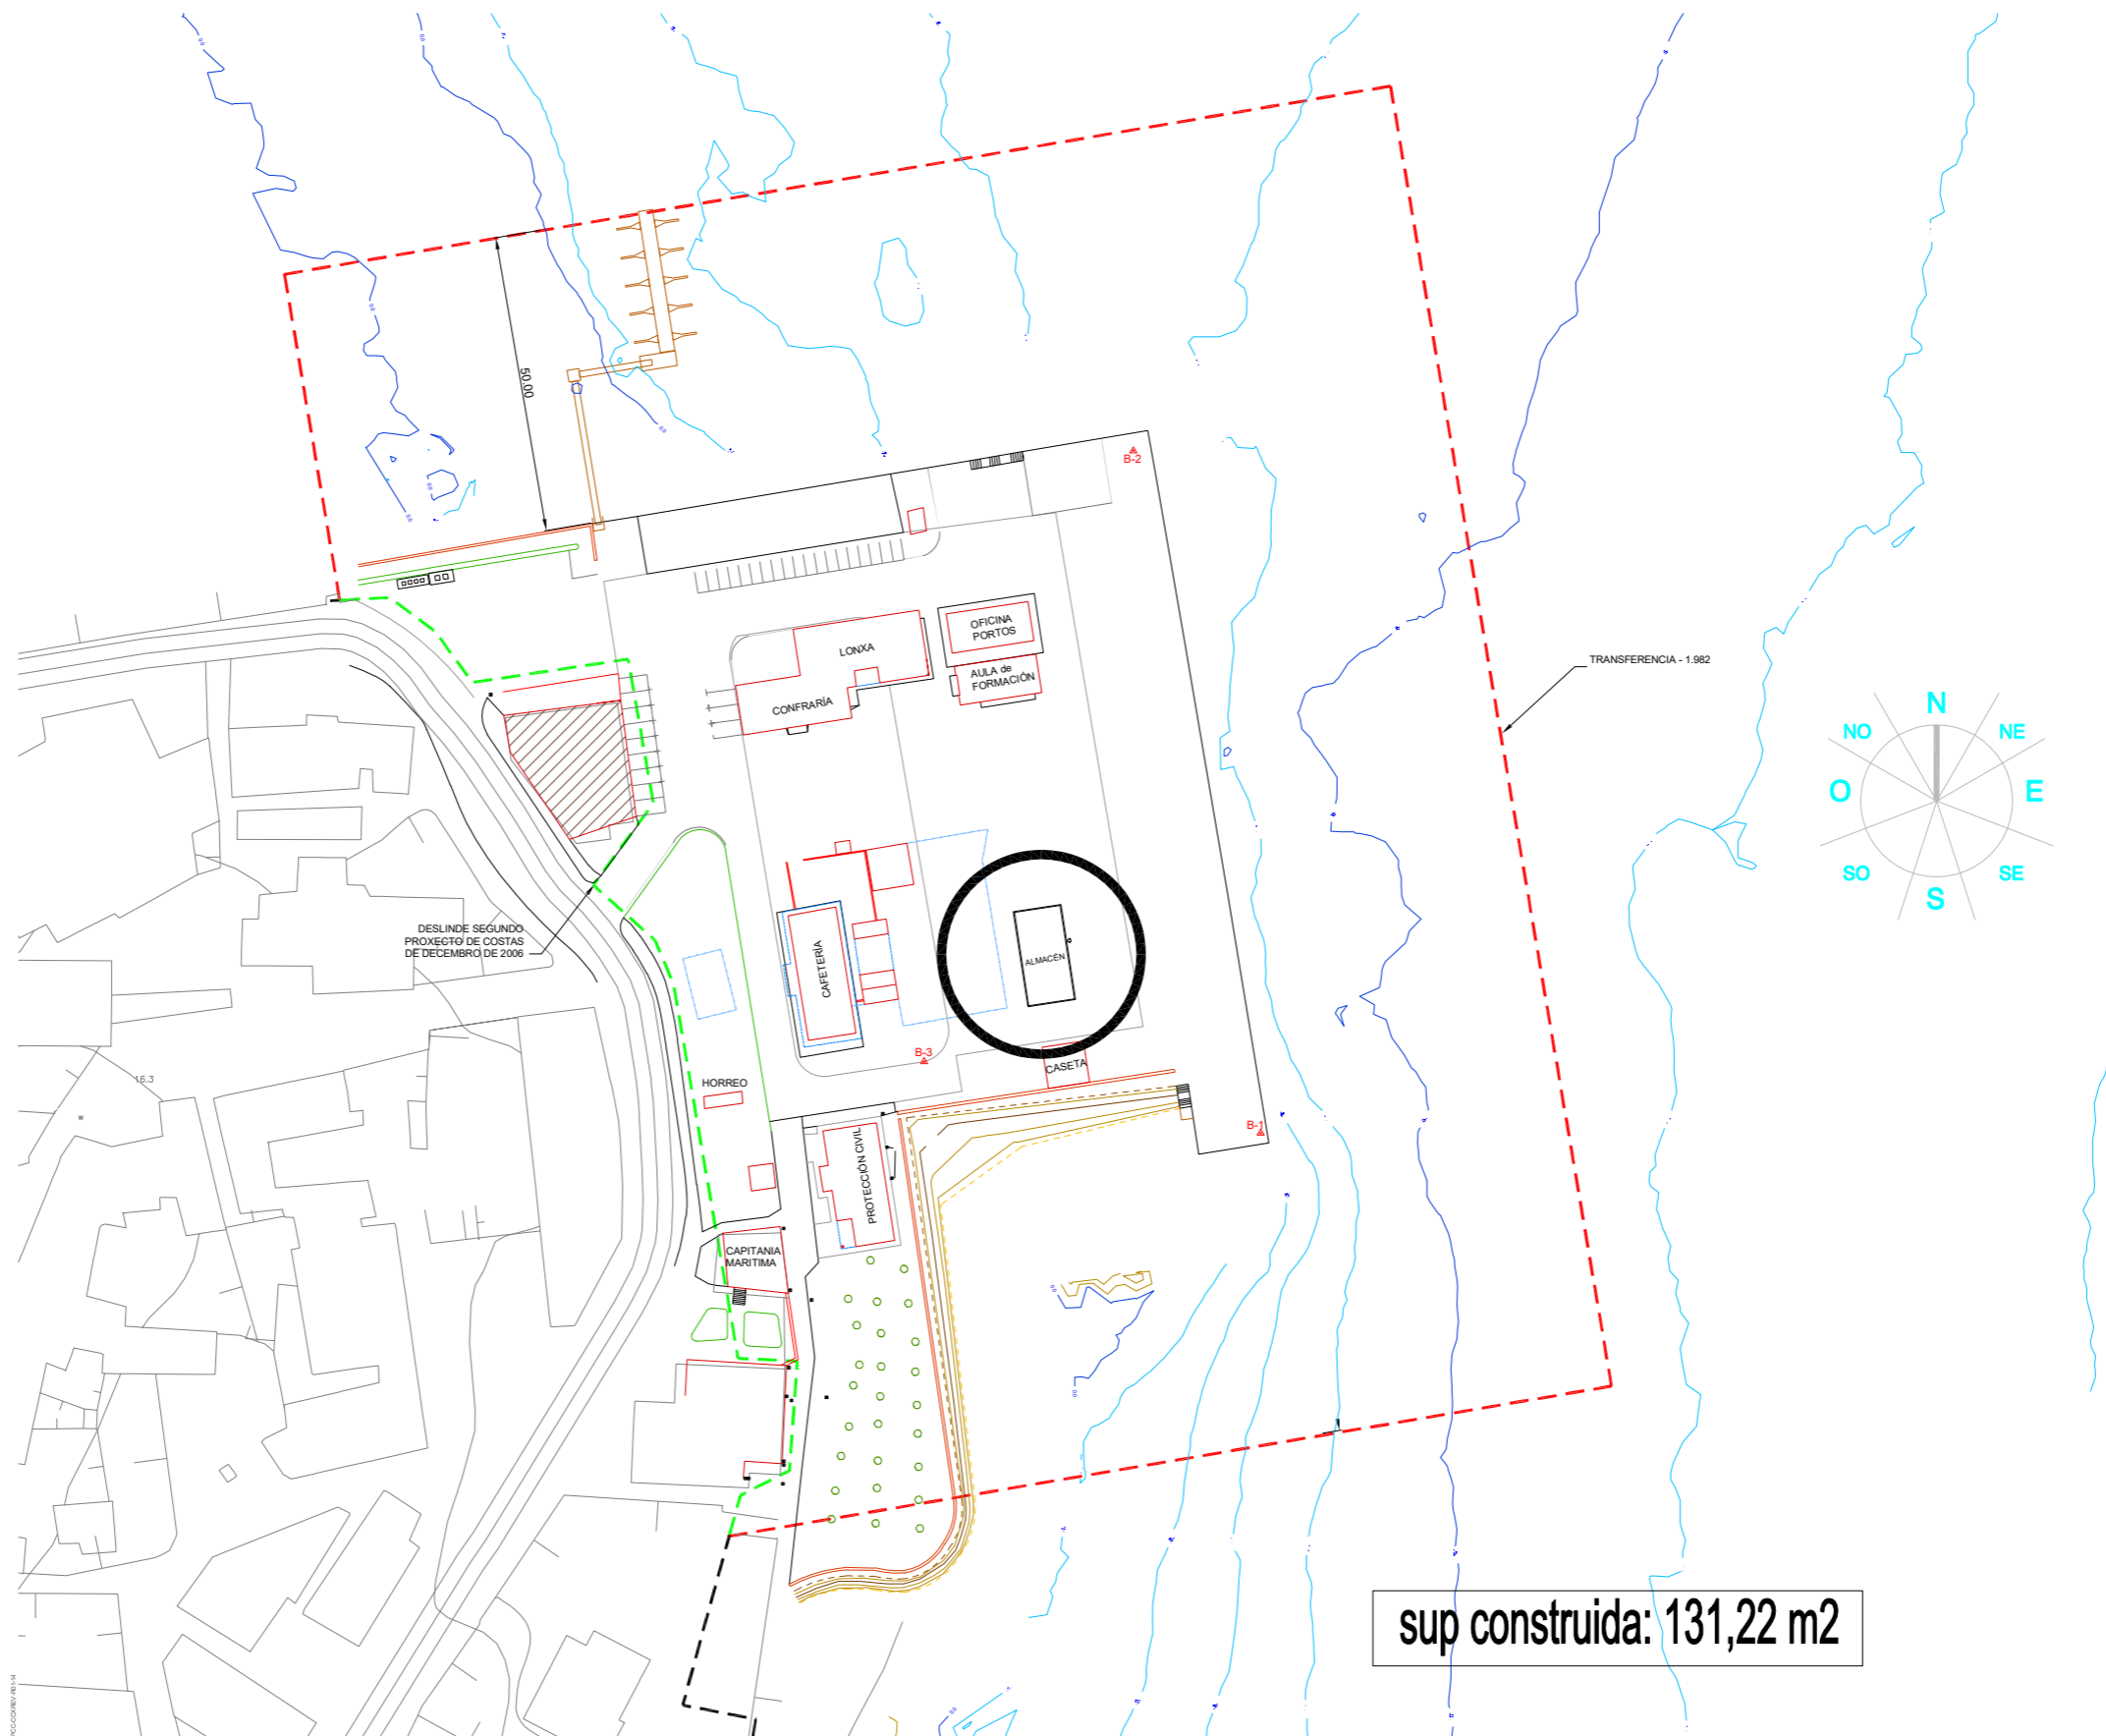 50.00
B-2
OFICINA
PORTOS
LONXA
AULA de
FORMACIÓN
CONFRARÍA
TRANSFERENCIA - 1.982
N
NO
NE
O
E
SO
SE
S
DESLINDE SEGUNDO
PROXECTO DE COSTAS
DE DECEMBRO DE 2006
CAFETERÍA
ALMACÉN
B-3
CASETA
HORREO
16.3
B-1
PROTECCIÓN CIVIL
CAPITANIA
MARITIMA
sup construida: 131,22 m2